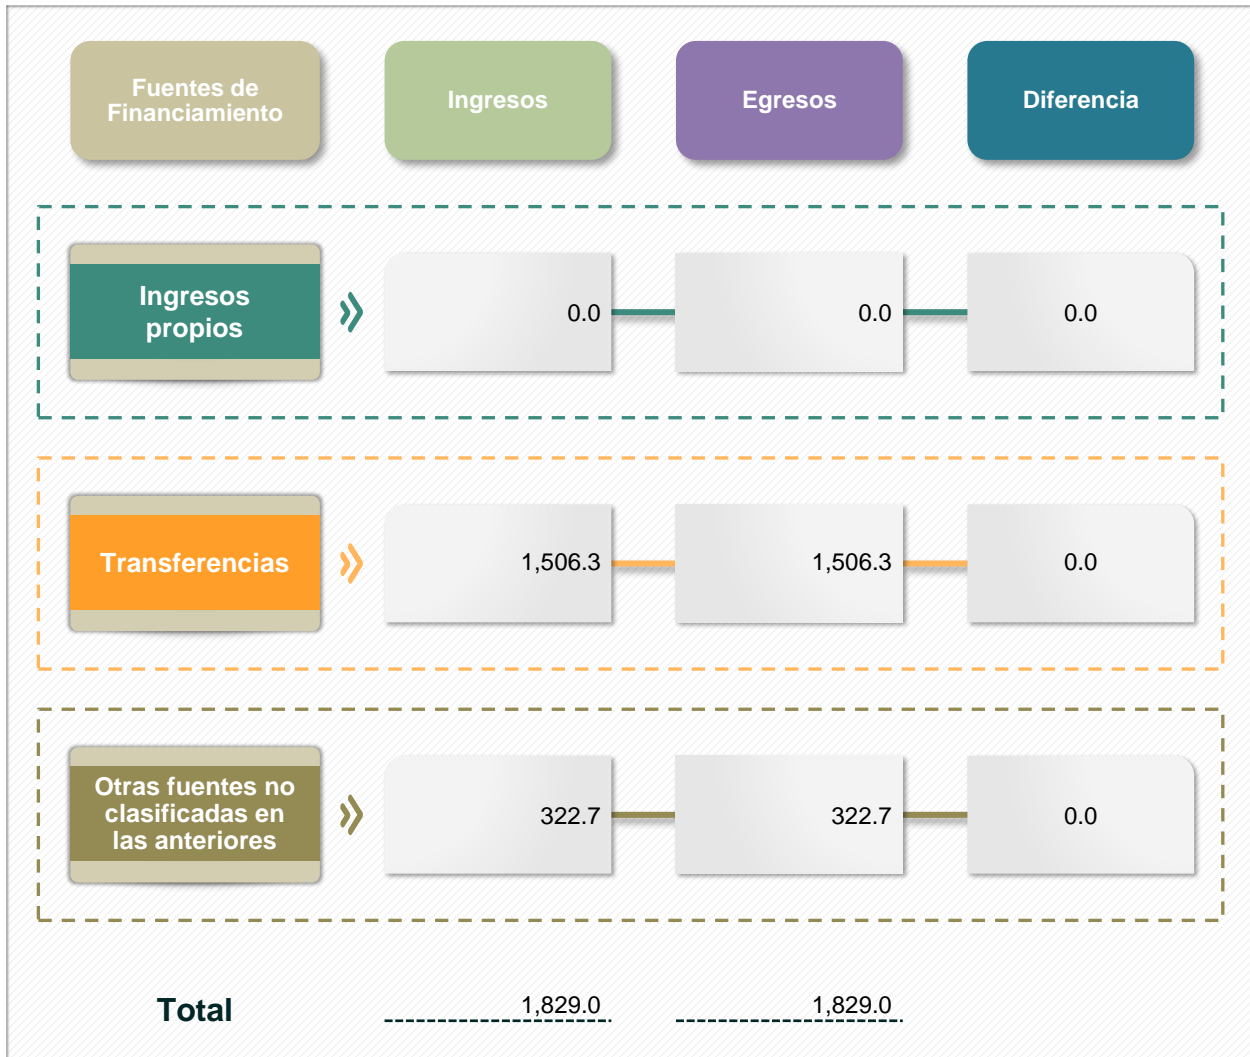 Fuentes de
Financiamiento
Ingresos
Egresos
Diferencia
Ingresos
propios
0.0
0.0
0.0
Transferencias
1,506.3
1,506.3
0.0
Otras fuentes no
clasificadas en
las anteriores
322.7
322.7
0.0
Total
1,829.0
1,829.0